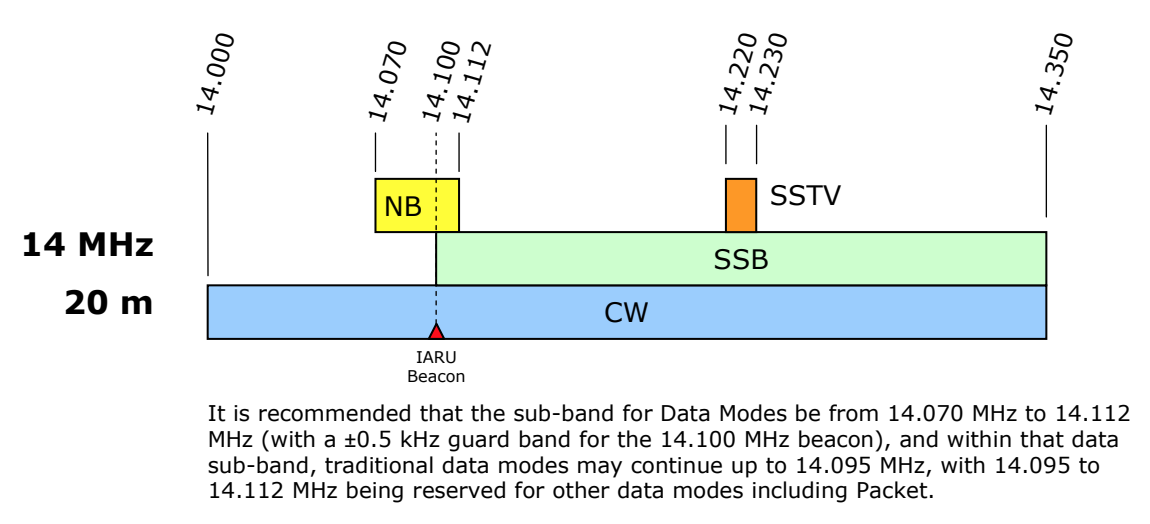 14.000
14.070
14.100
14.112
14.220
14.230
14.350
NB
SSTV
14 MHz
SSB
20 m
CW
IARU
Beacon
It is recommended that the sub-band for Data Modes be from 14.070 MHz to 14.112
MHz (with a ±0.5 kHz guard band for the 14.100 MHz beacon), and within that data
sub-band, traditional data modes may continue up to 14.095 MHz, with 14.095 to
14.112 MHz being reserved for other data modes including Packet.